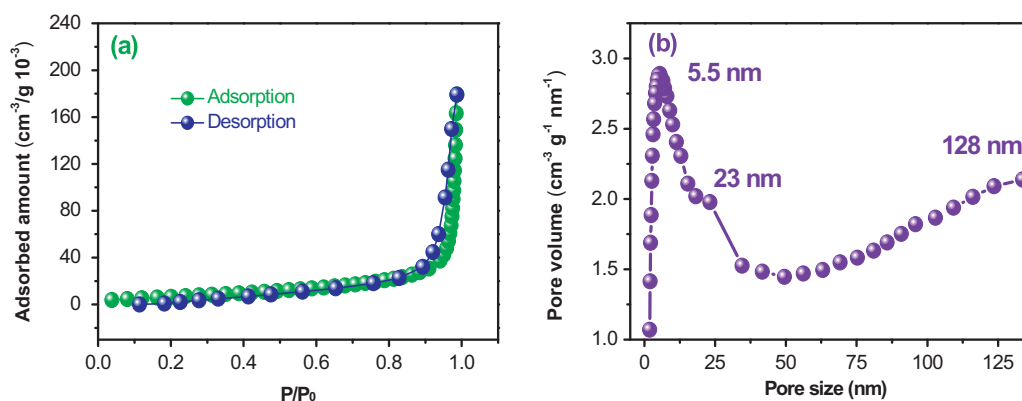 (a)
Adsorbed amount (cm⁻³/g 10⁻³)
240
200
160
120
80
40
0
Adsorption
Desorption
0.0 0.2 0.4 0.6 0.8 1.0
P/P₀
(b)
Pore volume (cm⁻³ g⁻¹ nm⁻¹)
3.0
2.5
2.0
1.5
1.0
5.5 nm
23 nm
128 nm
0 25 50 75 100 125
Pore size (nm)